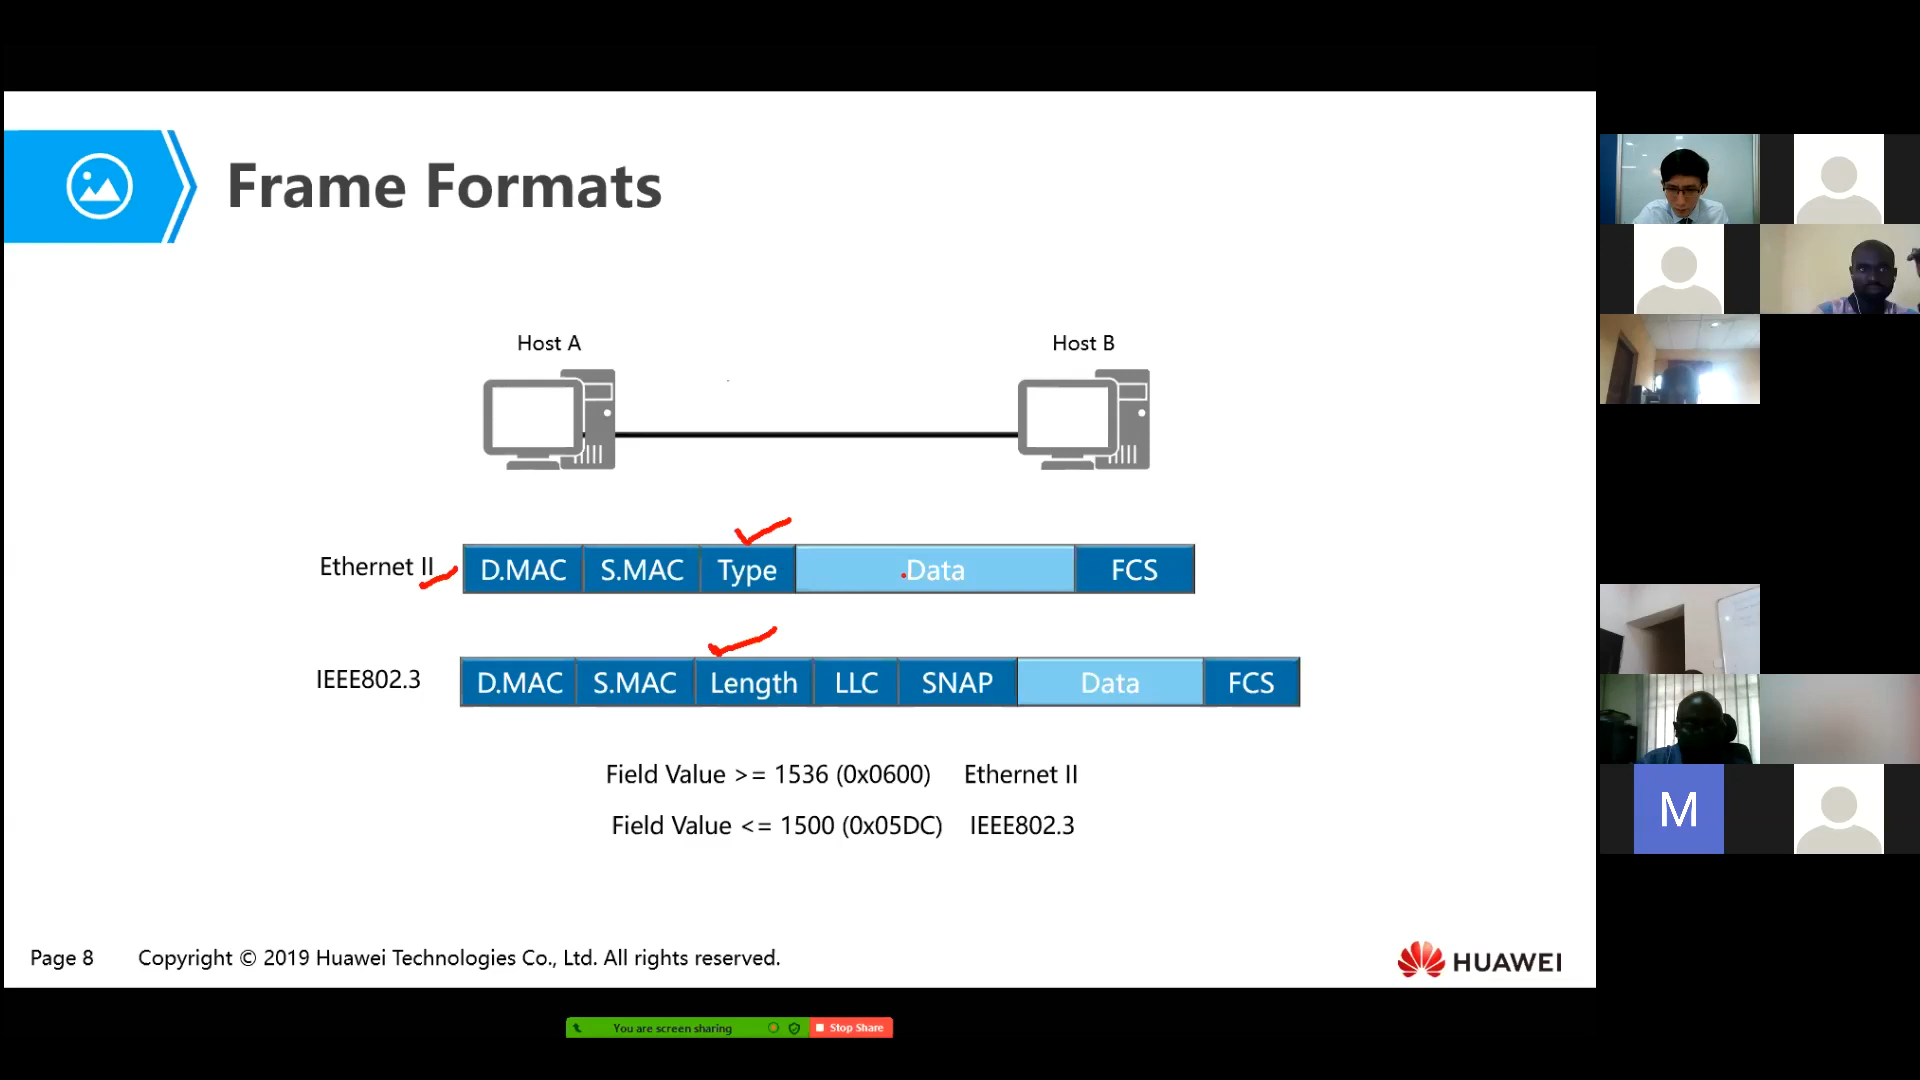 Frame Formats
Host A
Host B
Ethernet II
D.MAC S.MAC Type Data FCS
IEEE802.3
D.MAC S.MAC Length LLC SNAP Data FCS
Field Value >= 1536 (0x0600) Ethernet II
Field Value <= 1500 (0x05DC) IEEE802.3
Page 8 Copyright © 2019 Huawei Technologies Co., Ltd. All rights reserved.
HUAWEI
You are screen sharing Stop Share
M